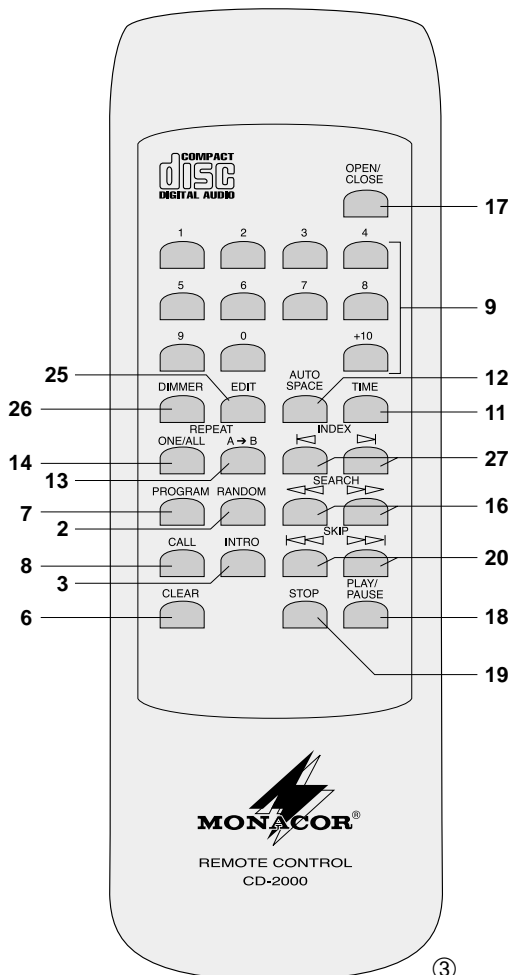 COMPACT
disc
DIGITAL AUDIO
OPEN/
CLOSE
17
1 2 3 4
5 6 7 8
9
9 0 +10
25
DIMMER EDIT AUTO
SPACE TIME
12
26
11
REPEAT INDEX
ONE/ALL A➔B
14
13
27
SEARCH
PROGRAM RANDOM
7
2
16
SKIP
CALL INTRO
8
3
20
CLEAR STOP PLAY/
PAUSE
6
18
19
MONACOR®
REMOTE CONTROL
CD-2000
③